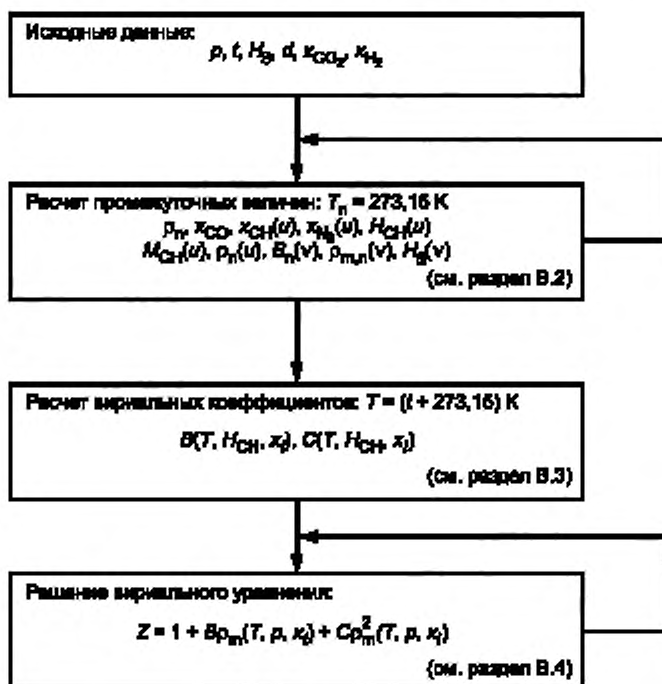 Исходные данные:
p, t, H_S, d, x_CO₂, x_H₂
Расчет промежуточных величин: T_n = 273,15 K
ρ_n, x_CO, x_CH(u), x_N₂(u), H_CH(u)
M_CH(u), ρ_n(u), B_n(v), ρ_m,n(v), H_S(v)
(см. раздел B.2)
Расчет вириальных коэффициентов: T = (t + 273,15) K
B(T, H_CH, x_i), C(T, H_CH, x_i)
(см. раздел B.3)
Решение вириального уравнения:
Z = 1 + Bρ_m(T, p, x_i) + Cρ_m²(T, p, x_i)
(см. раздел B.4)